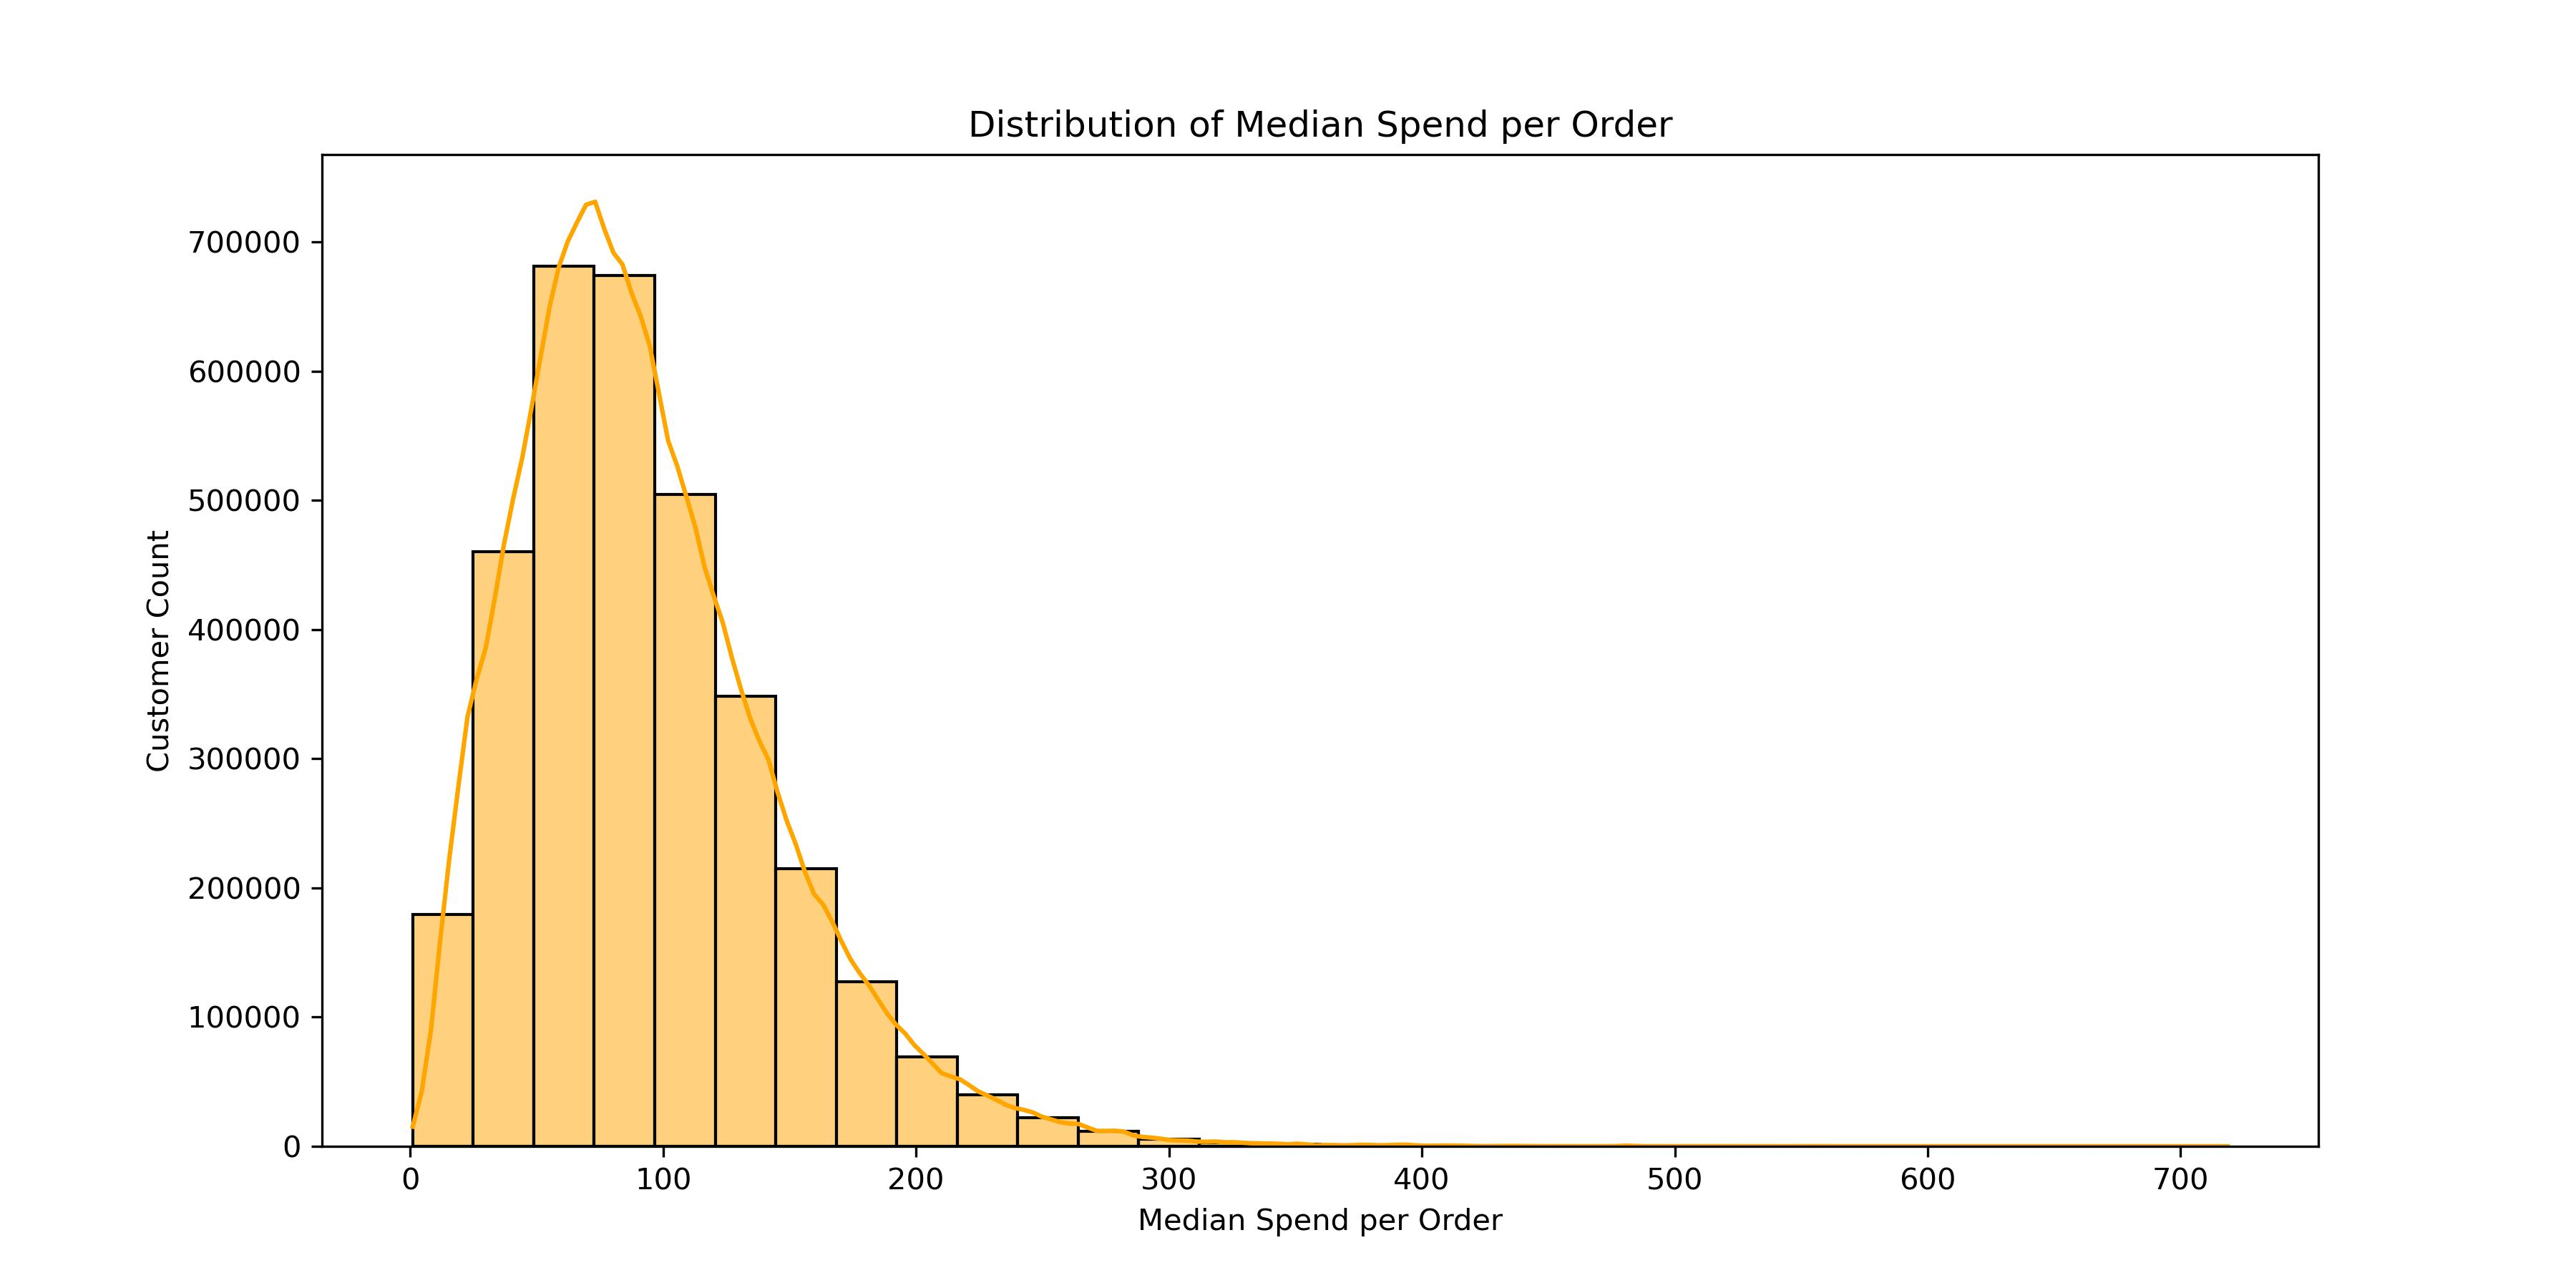 Distribution of Median Spend per Order
Customer Count
700000
600000
500000
400000
300000
200000
100000
0
0 100 200 300 400 500 600 700
Median Spend per Order